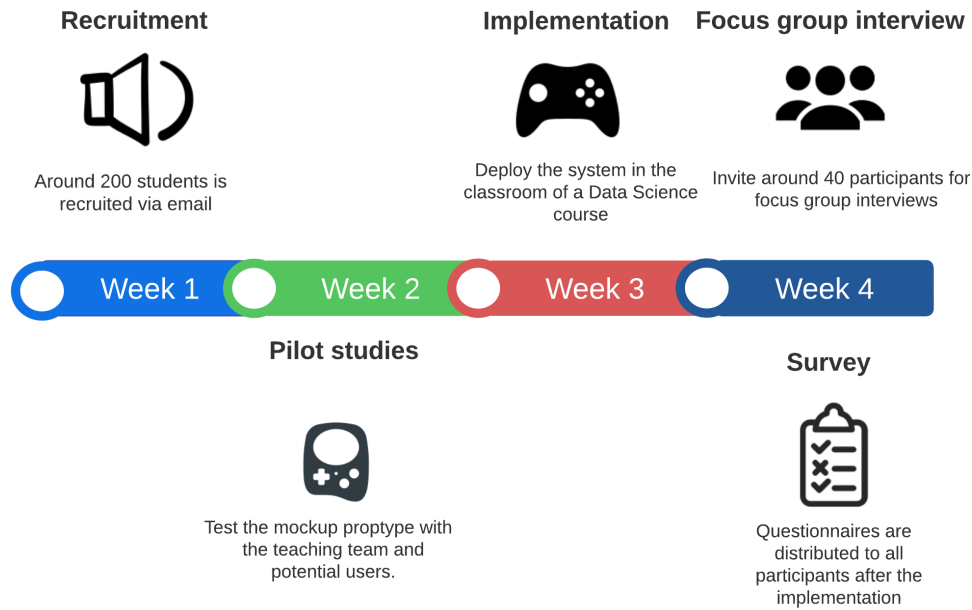 Recruitment
Around 200 students is
recruited via email
Implementation
Deploy the system in the
classroom of a Data Science
course
Focus group interview
Invite around 40 participants for
focus group interviews
Week 1
Week 2
Week 3
Week 4
Pilot studies
Test the mockup proptype with
the teaching team and
potential users.
Survey
Questionnaires are
distributed to all
participants after the
implementation